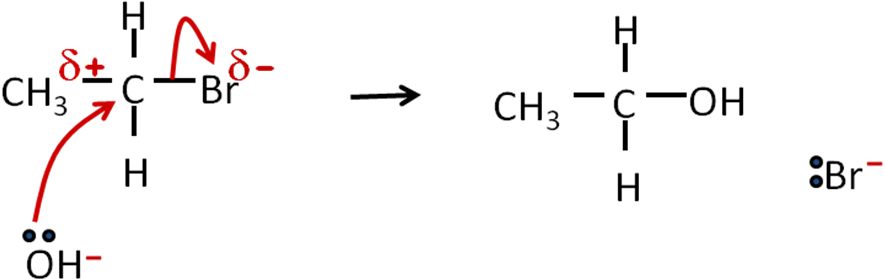 H H
δ+ δ-
CH₃ C Br CH₃ C OH
H H
:Br⁻
OH⁻